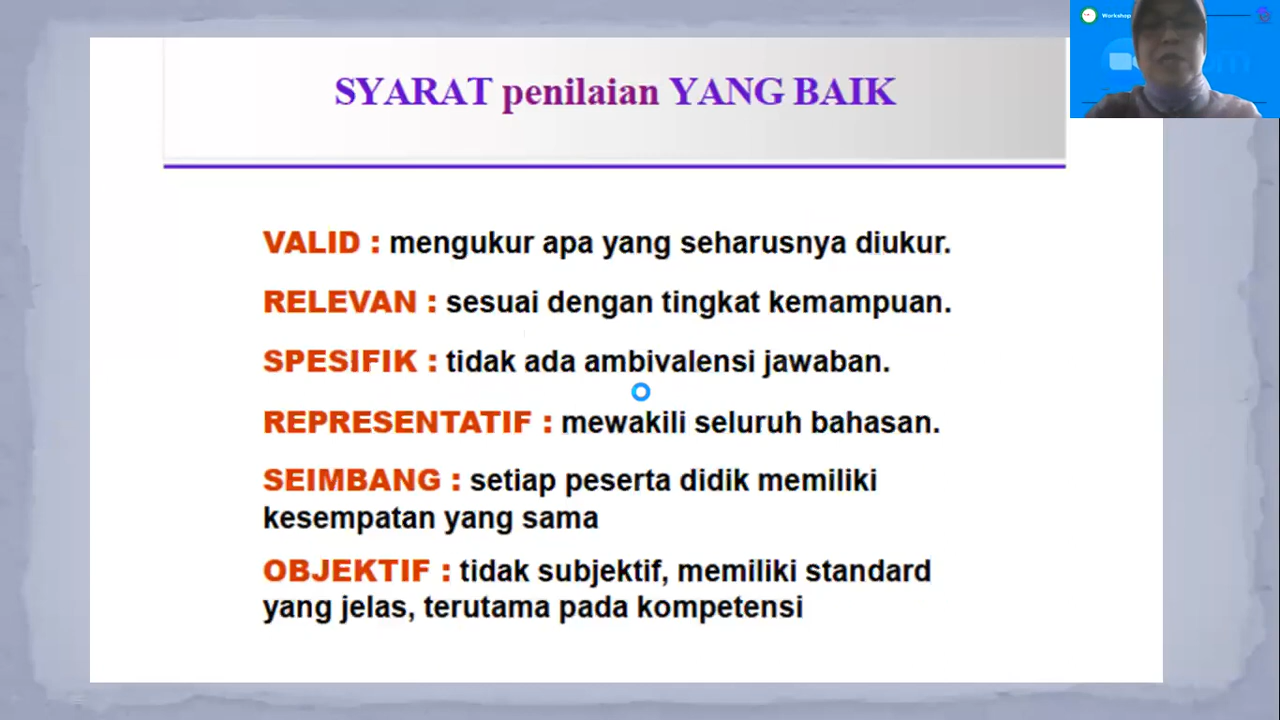 SYARAT penilaian YANG BAIK
Workshop
VALID : mengukur apa yang seharusnya diukur.
RELEVAN : sesuai dengan tingkat kemampuan.
SPESIFIK : tidak ada ambivalensi jawaban.
REPRESENTATIF : mewakili seluruh bahasan.
SEIMBANG : setiap peserta didik memiliki
kesempatan yang sama
OBJEKTIF : tidak subjektif, memiliki standard
yang jelas, terutama pada kompetensi